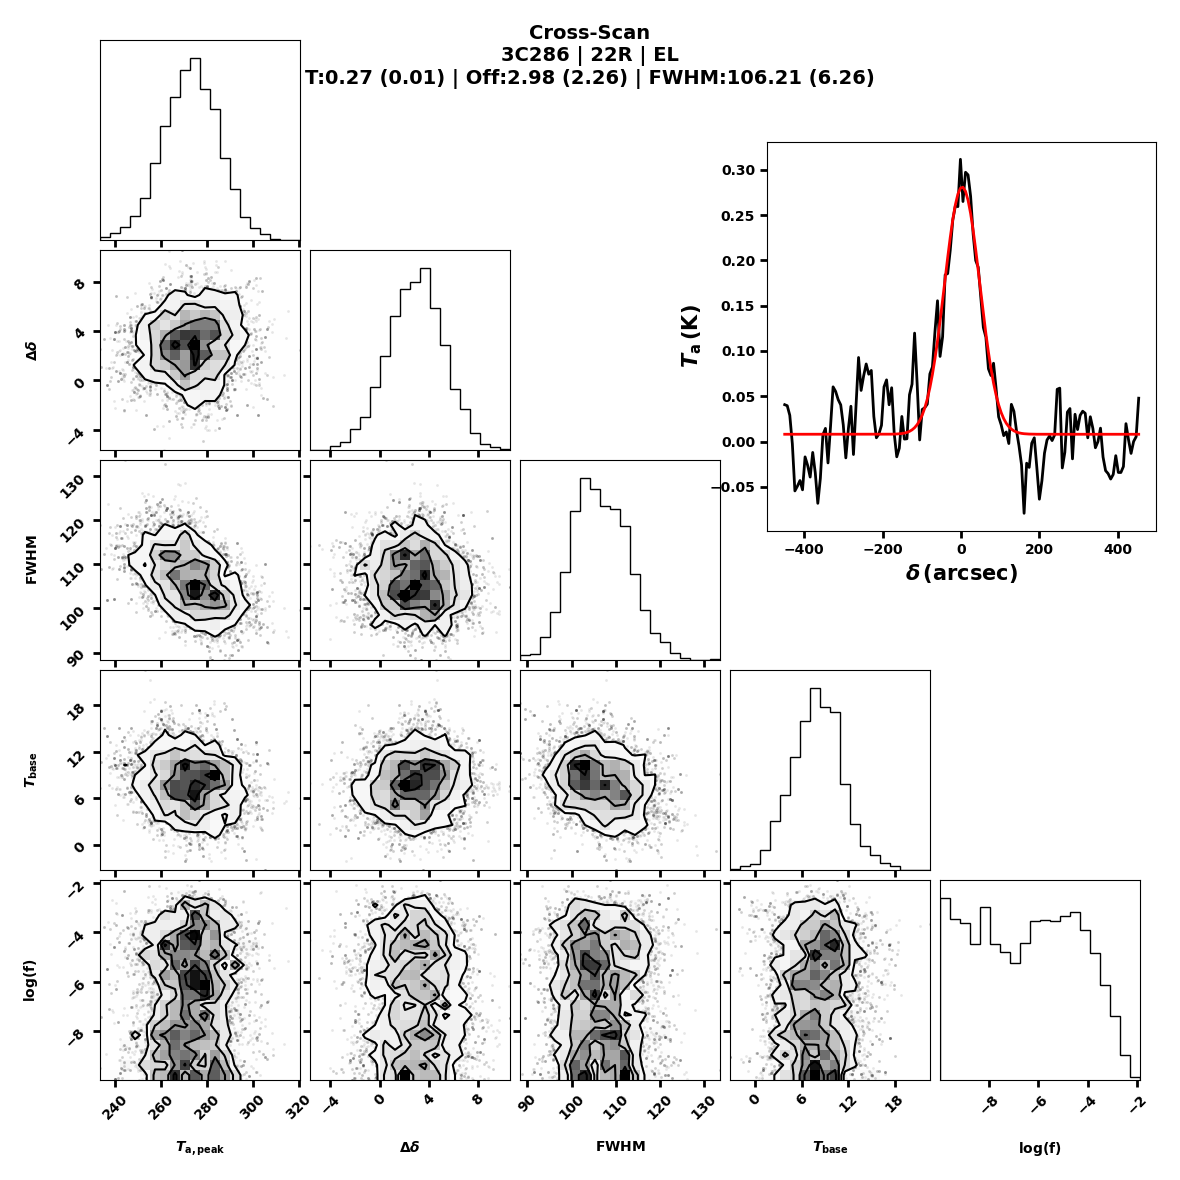 Cross-Scan
3C286 | 22R | EL
T:0.27 (0.01) | Off:2.98 (2.26) | FWHM:106.21 (6.26)
0.30
0.25
0.20
0.15
0.10
0.05
0.00
−0.05
Ta (K)
−400 −200 0 200 400
δ (arcsec)
8
4
0
−4
Δδ
130
120
110
100
90
FWHM
18
12
6
0
Tbase
−2
−4
−6
−8
log(f)
240 260 280 300 320 −4 0 4 8 90 100 110 120 130 0 6 12 18 −8 −6 −4 −2
Ta, peak Δδ FWHM Tbase log(f)